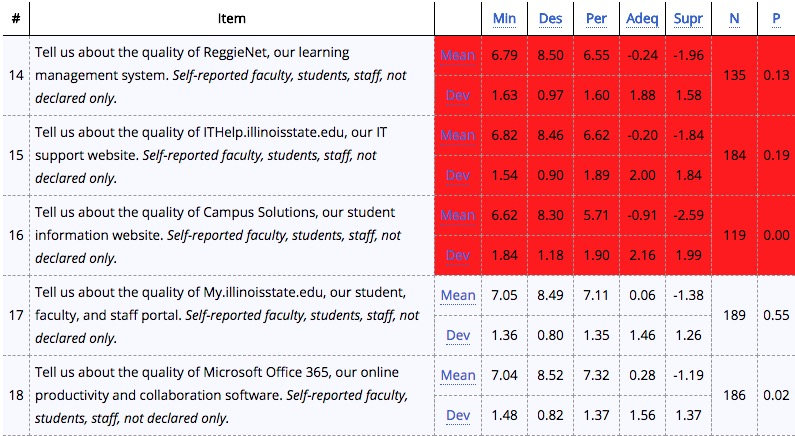 # Item Min Des Per Adeq Supr N P
14 Tell us about the quality of ReggieNet, our learning Mean 6.79 8.50 6.55 -0.24 -1.96 135 0.13
management system. Self-reported faculty, students, staff, not
declared only. Dev 1.63 0.97 1.60 1.88 1.58
15 Tell us about the quality of ITHelp.illinoisstate.edu, our IT Mean 6.82 8.46 6.62 -0.20 -1.84 184 0.19
support website. Self-reported faculty, students, staff, not
declared only. Dev 1.54 0.90 1.89 2.00 1.84
16 Tell us about the quality of Campus Solutions, our student Mean 6.62 8.30 5.71 -0.91 -2.59 119 0.00
information website. Self-reported faculty, students, staff, not
declared only. Dev 1.84 1.18 1.90 2.16 1.99
17 Tell us about the quality of My.illinoisstate.edu, our student, Mean 7.05 8.49 7.11 0.06 -1.38 189 0.55
faculty, and staff portal. Self-reported faculty, students, staff, not
declared only. Dev 1.36 0.80 1.35 1.46 1.26
18 Tell us about the quality of Microsoft Office 365, our online Mean 7.04 8.52 7.32 0.28 -1.19 186 0.02
productivity and collaboration software. Self-reported faculty,
students, staff, not declared only. Dev 1.48 0.82 1.37 1.56 1.37